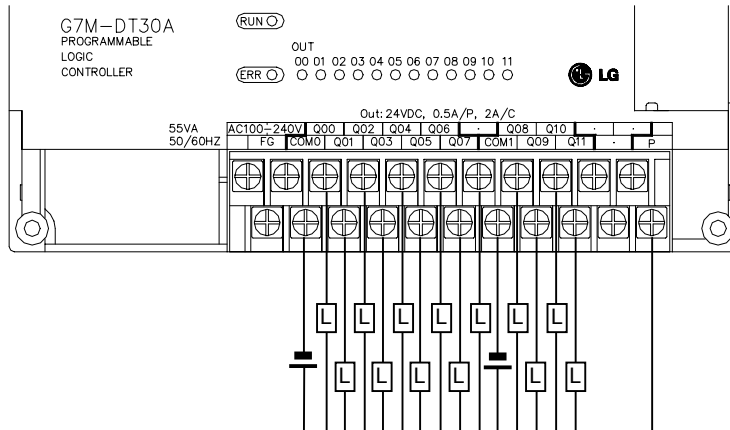 G7M-DT30A
PROGRAMMABLE
LOGIC
CONTROLLER
RUN
OUT
00 01 02 03 04 05 06 07 08 09 10 11
ERR
LG
Out: 24VDC, 0.5A/P, 2A/C
55VA AC100-240V Q00 Q02 Q04 Q06 · Q08 Q10 · ·
50/60HZ FG COM0 Q01 Q03 Q05 Q07 COM1 Q09 Q11 · P
L L L L L L
L L L L L L